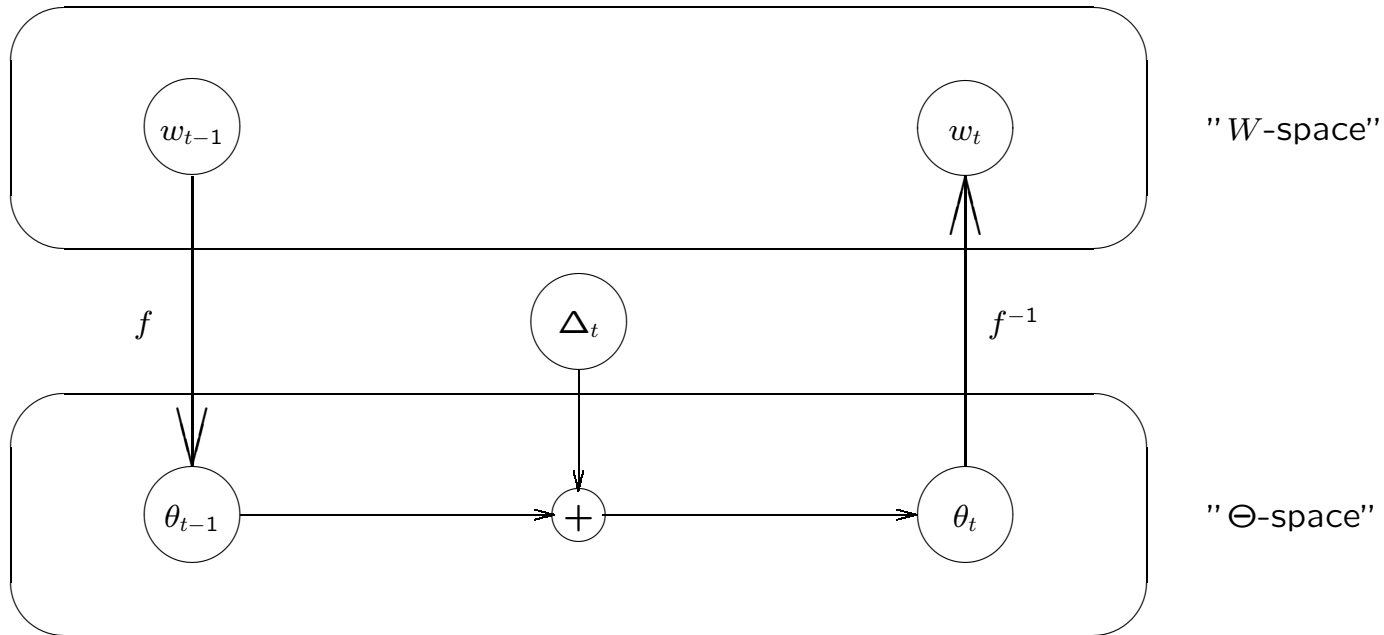 w_{t−1}
w_t
"W-space"
f
Δ_t
f^{−1}
θ_{t−1}
+
θ_t
"Θ-space"